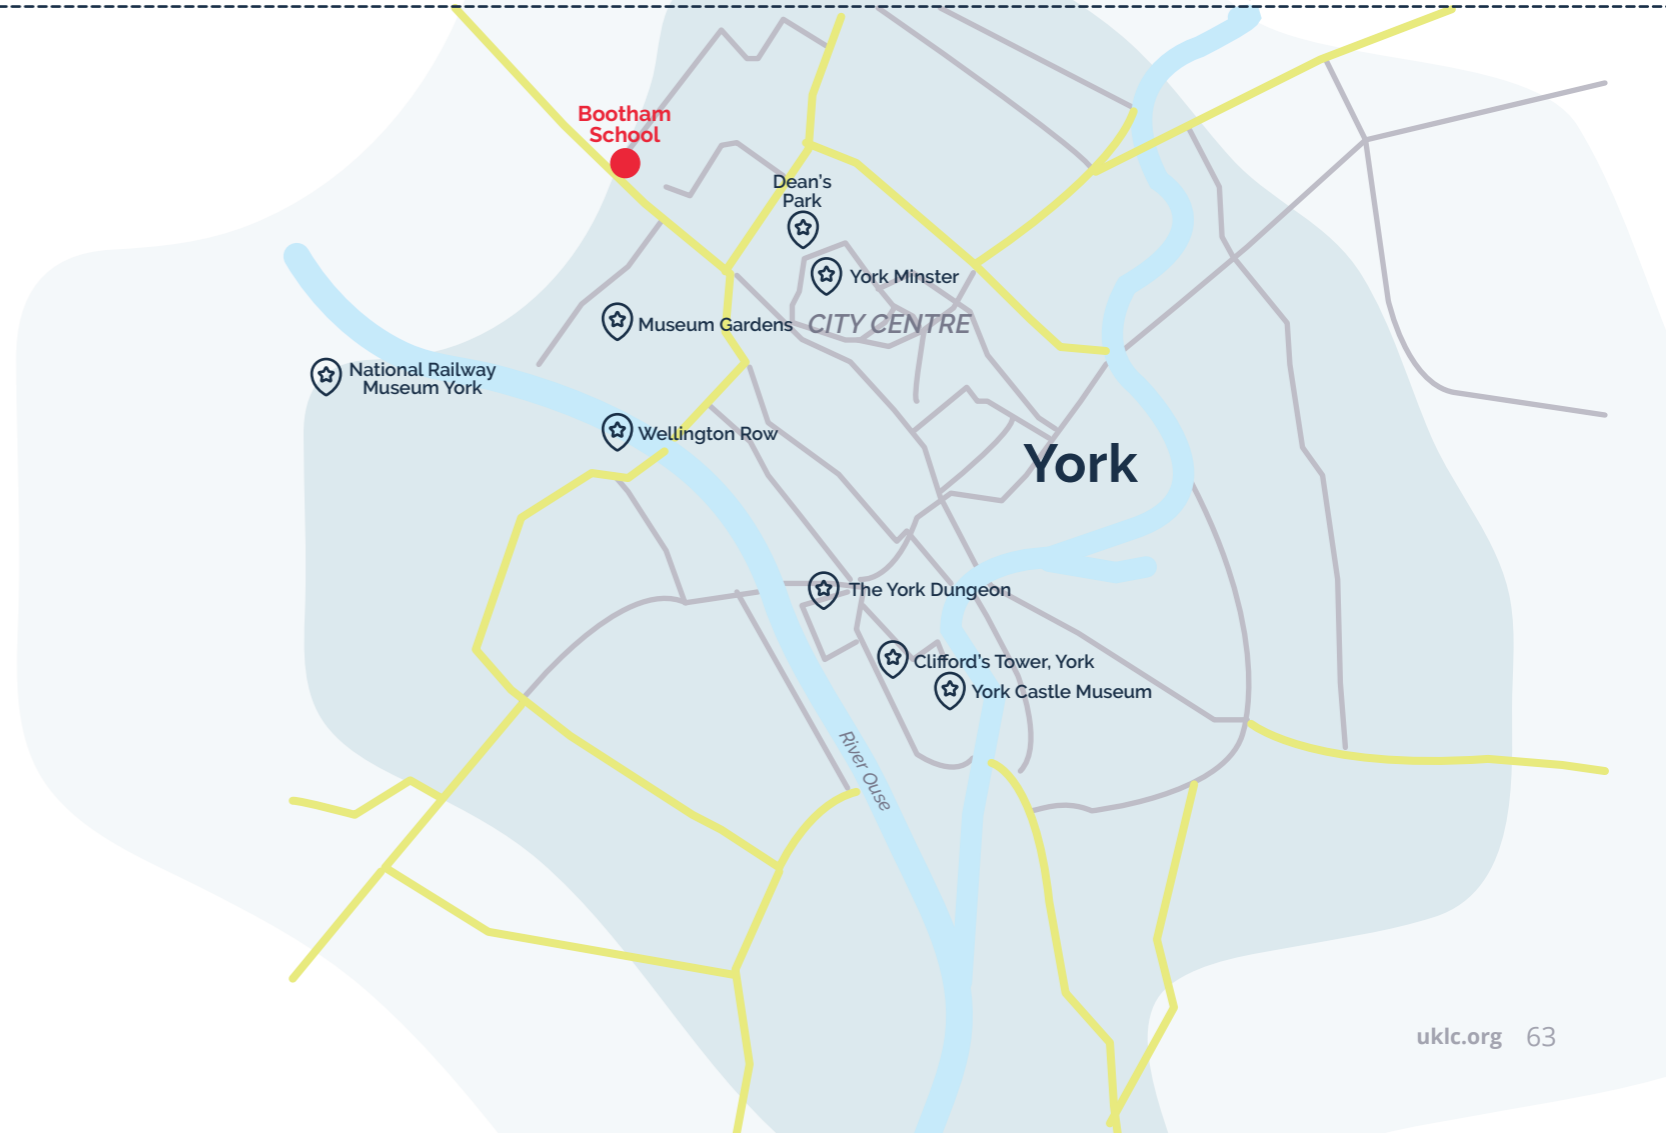 Bootham
School
Dean's
Park
York Minster
Museum Gardens
CITY CENTRE
National Railway
Museum York
Wellington Row
York
The York Dungeon
Clifford's Tower, York
York Castle Museum
River Ouse
uklc.org 63